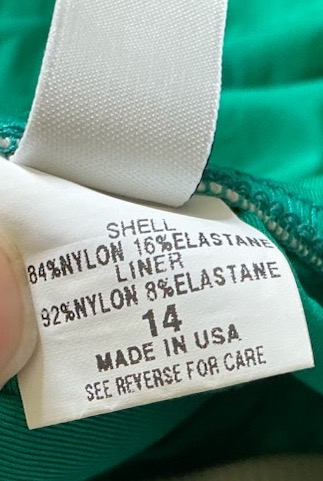 SHELL
84%NYLON 16%ELASTANE
LINER
92%NYLON 8%ELASTANE
14
MADE IN USA
SEE REVERSE FOR CARE